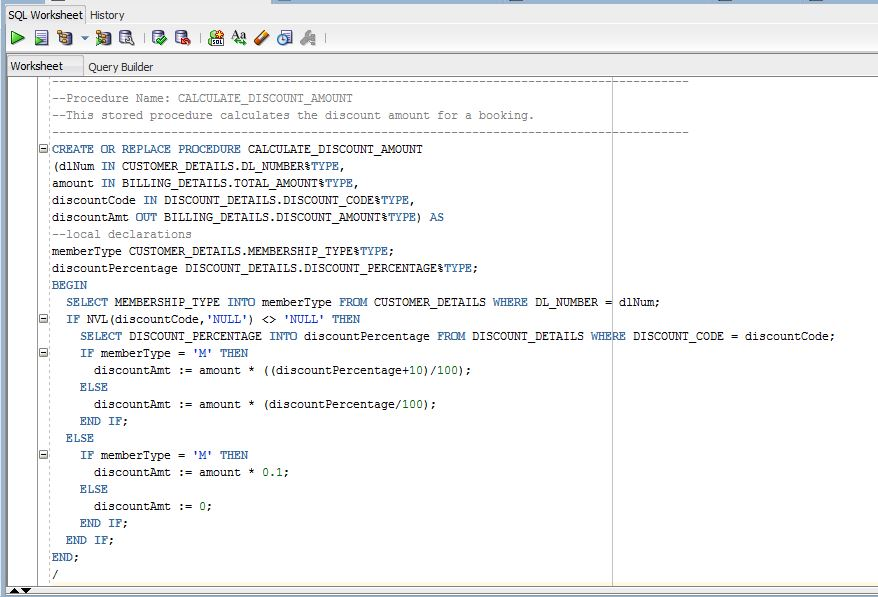 SQL Worksheet History
Worksheet Query Builder
-----------------------------------------------------------------------------------------
--Procedure Name: CALCULATE_DISCOUNT_AMOUNT
--This stored procedure calculates the discount amount for a booking.
-----------------------------------------------------------------------------------------
CREATE OR REPLACE PROCEDURE CALCULATE_DISCOUNT_AMOUNT
(dlNum IN CUSTOMER_DETAILS.DL_NUMBER%TYPE,
amount IN BILLING_DETAILS.TOTAL_AMOUNT%TYPE,
discountCode IN DISCOUNT_DETAILS.DISCOUNT_CODE%TYPE,
discountAmt OUT BILLING_DETAILS.DISCOUNT_AMOUNT%TYPE) AS
--local declarations
memberType CUSTOMER_DETAILS.MEMBERSHIP_TYPE%TYPE;
discountPercentage DISCOUNT_DETAILS.DISCOUNT_PERCENTAGE%TYPE;
BEGIN
  SELECT MEMBERSHIP_TYPE INTO memberType FROM CUSTOMER_DETAILS WHERE DL_NUMBER = dlNum;
  IF NVL(discountCode,'NULL') <> 'NULL' THEN
    SELECT DISCOUNT_PERCENTAGE INTO discountPercentage FROM DISCOUNT_DETAILS WHERE DISCOUNT_CODE = discountCode;
    IF memberType = 'M' THEN
      discountAmt := amount * ((discountPercentage+10)/100);
    ELSE
      discountAmt := amount * (discountPercentage/100);
    END IF;
  ELSE
    IF memberType = 'M' THEN
      discountAmt := amount * 0.1;
    ELSE
      discountAmt := 0;
    END IF;
  END IF;
END;
/